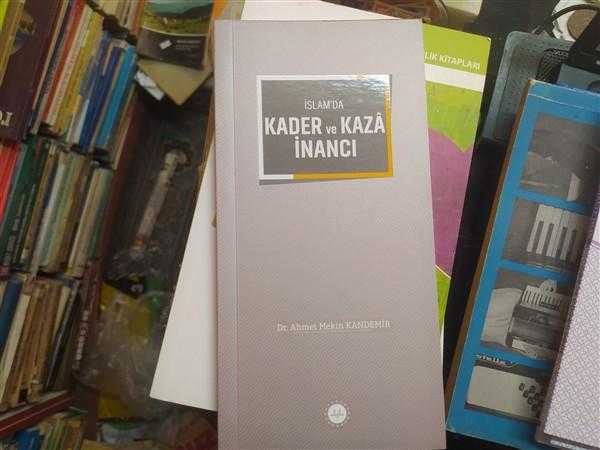 İSLAM'DA
KADER ve KAZÂ
İNANCI
Dr. Ahmet Mekin KANDEMİR
LIK KİTAPLARI